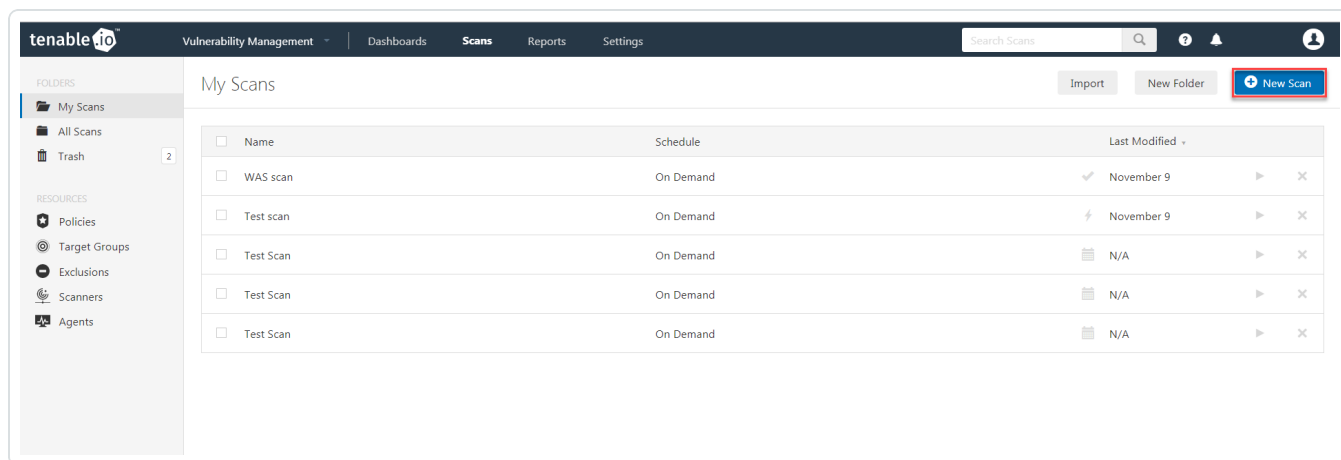 tenable.io™ Vulnerability Management Dashboards Scans Reports Settings Search Scans
FOLDERS
My Scans
All Scans
Trash 2
RESOURCES
Policies
Target Groups
Exclusions
Scanners
Agents
My Scans Import New Folder New Scan
Name Schedule Last Modified
WAS scan On Demand November 9
Test scan On Demand November 9
Test Scan On Demand N/A
Test Scan On Demand N/A
Test Scan On Demand N/A